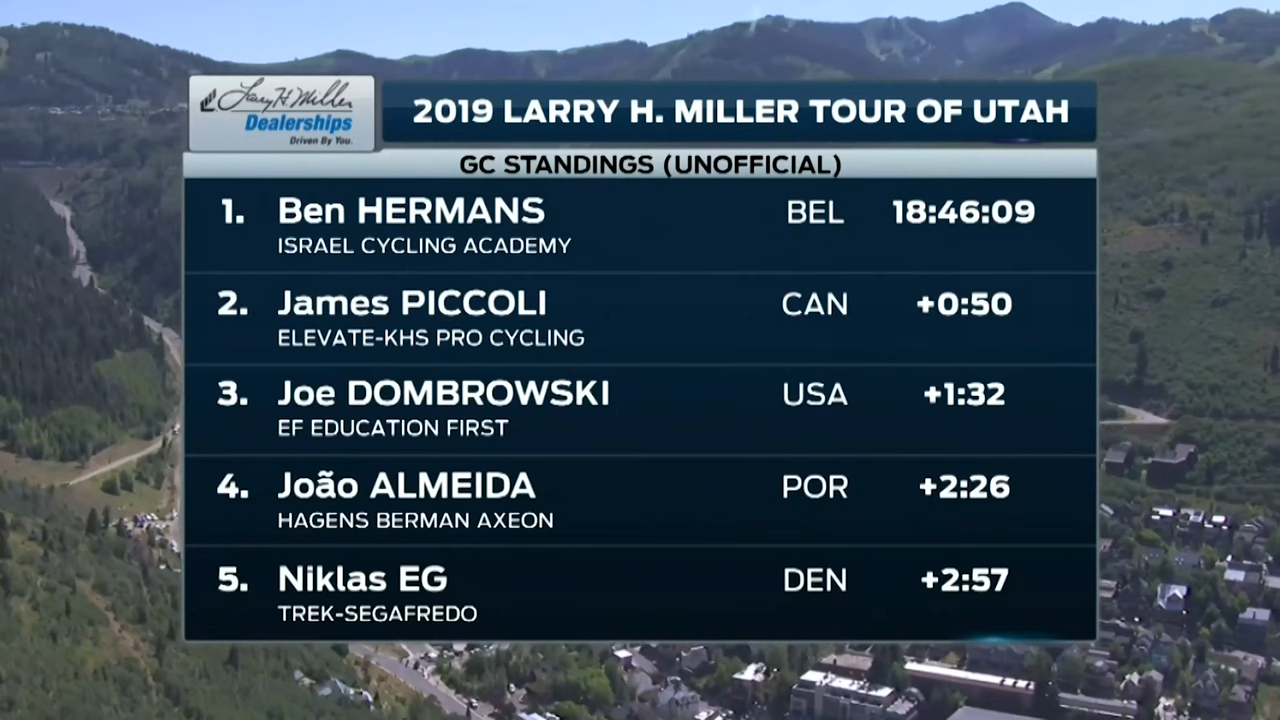 Larry H. Miller
Dealerships
Driven By You.
2019 LARRY H. MILLER TOUR OF UTAH
GC STANDINGS (UNOFFICIAL)
1. Ben HERMANS BEL 18:46:09
ISRAEL CYCLING ACADEMY
2. James PICCOLI CAN +0:50
ELEVATE-KHS PRO CYCLING
3. Joe DOMBROWSKI USA +1:32
EF EDUCATION FIRST
4. João ALMEIDA POR +2:26
HAGENS BERMAN AXEON
5. Niklas EG DEN +2:57
TREK-SEGAFREDO